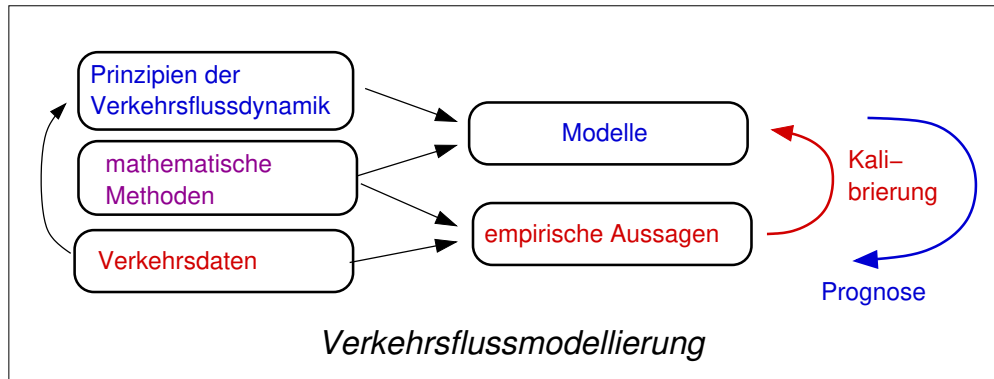 Prinzipien der
Verkehrsflussdynamik
mathematische
Methoden
Verkehrsdaten
Modelle
empirische Aussagen
Kali–
brierung
Prognose
Verkehrsflussmodellierung